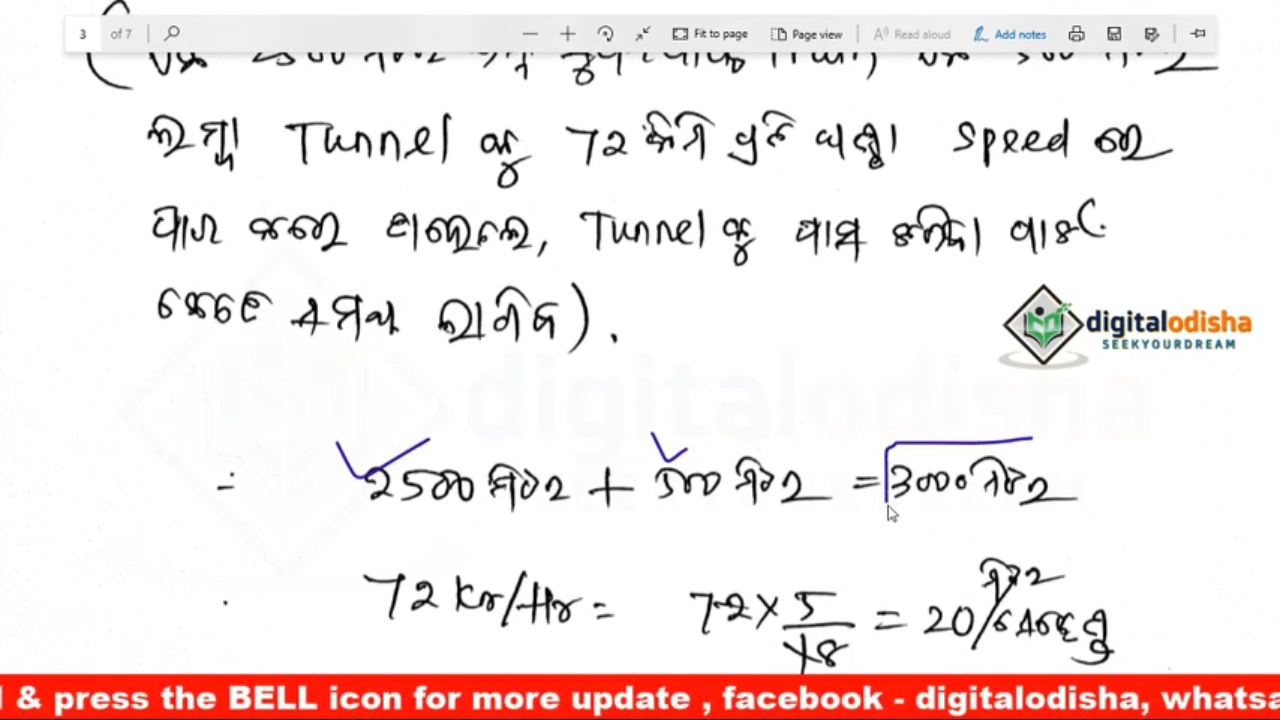 3 of 7 Fit to page Page view Read aloud Add notes
ଲମ୍ବା Tunnel କୁ 72 କିମି ପ୍ରତି ଘଣ୍ଟା Speed ରେ
ପାର କଲେ ଥାଲେଲେ, Tunnel କୁ ପାସ୍ କରିବା ପାଇଁ
କେତେ ସମୟ ଲାଗିବ ) .
digitalodisha
SEEKYOURDREAM
digitalodisha
= 2500 ମିଟର + 500 ମିଟର = 3000 ମିଟର
72 Km/Hr = 72 × 5/18 = 20 ମିଟର/ସେକେଣ୍ଡ
& press the BELL icon for more update , facebook - digitalodisha, whatsa